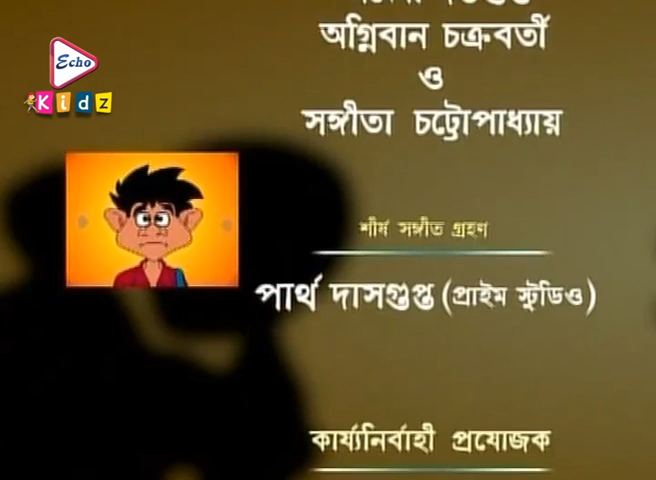 Echo
Kidz
অগ্নিবান চক্রবর্তী
ও
সঙ্গীতা চট্টোপাধ্যায়
শীর্ষ সঙ্গীত গ্রহণ
পার্থ দাসগুপ্ত (প্রাইম স্টুডিও)
কার্য্যনির্বাহী প্রযোজক